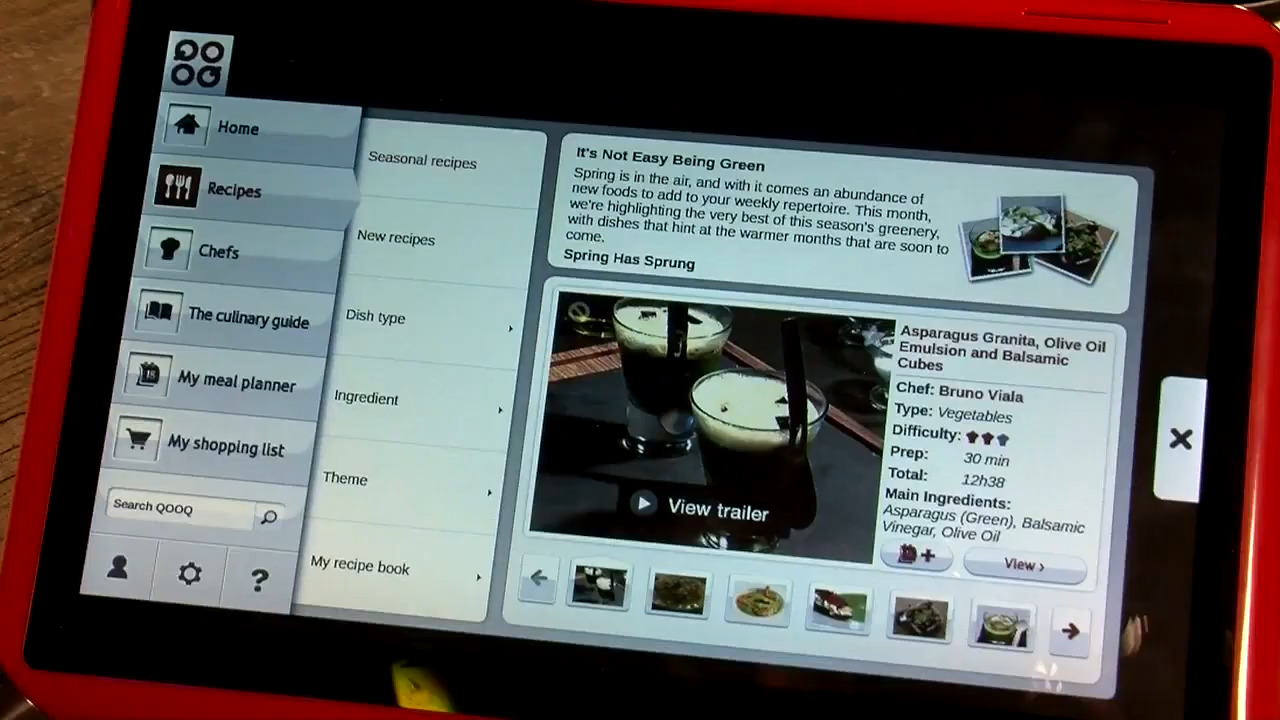 QOOQ
Home
Recipes
Chefs
The culinary guide
My meal planner
My shopping list
Search QOOQ
?
Seasonal recipes
New recipes
Dish type
Ingredient
Theme
My recipe book
It's Not Easy Being Green
Spring is in the air, and with it comes an abundance of
new foods to add to your weekly repertoire. This month,
we're highlighting the very best of this season's greenery,
with dishes that hint at the warmer months that are soon to
come.
Spring Has Sprung
View trailer
Asparagus Granita, Olive Oil
Emulsion and Balsamic
Cubes
Chef: Bruno Viala
Type: Vegetables
Difficulty:
Prep: 30 min
Total: 12h38
Main Ingredients:
Asparagus (Green), Balsamic
Vinegar, Olive Oil
+
View ›